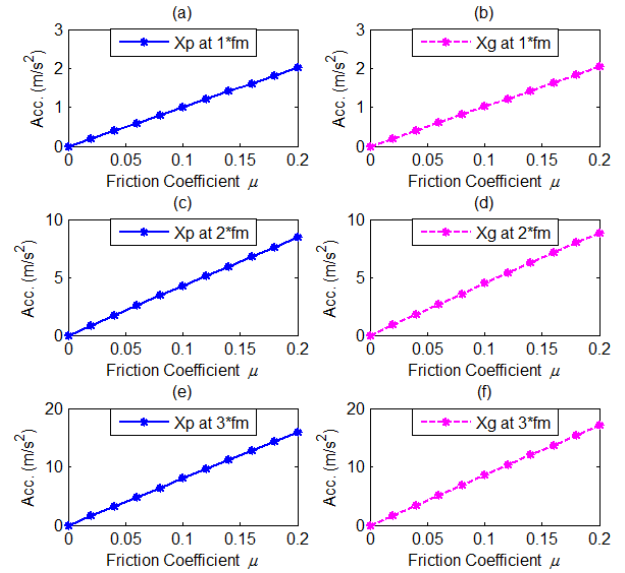 (a)
3
2
1
0
Acc. (m/s²)
Xp at 1*fm
0 0.05 0.1 0.15 0.2
Friction Coefficient μ
(b)
3
2
1
0
Acc. (m/s²)
Xg at 1*fm
0 0.05 0.1 0.15 0.2
Friction Coefficient μ
(c)
10
5
0
Acc. (m/s²)
Xp at 2*fm
0 0.05 0.1 0.15 0.2
Friction Coefficient μ
(d)
10
5
0
Acc. (m/s²)
Xg at 2*fm
0 0.05 0.1 0.15 0.2
Friction Coefficient μ
(e)
20
10
0
Acc. (m/s²)
Xp at 3*fm
0 0.05 0.1 0.15 0.2
Friction Coefficient μ
(f)
20
10
0
Acc. (m/s²)
Xg at 3*fm
0 0.05 0.1 0.15 0.2
Friction Coefficient μ